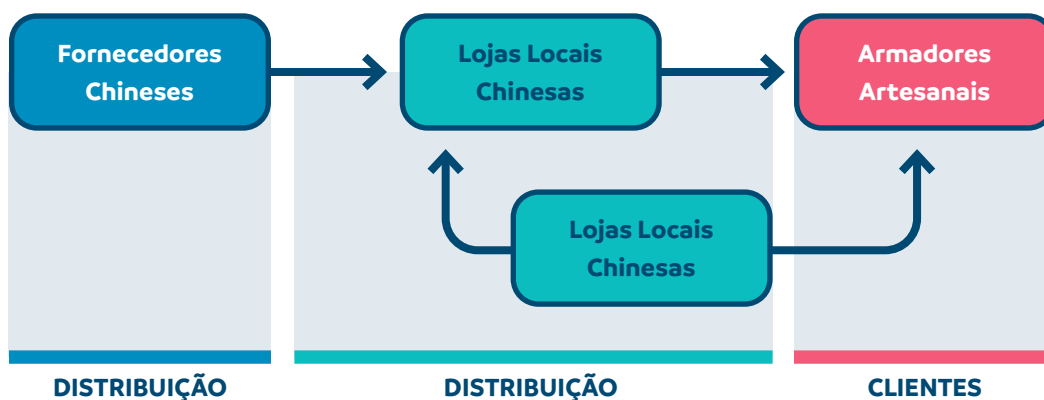 Fornecedores
Chineses
Lojas Locais
Chinesas
Armadores
Artesanais
Lojas Locais
Chinesas
DISTRIBUIÇÃO
DISTRIBUIÇÃO
CLIENTES